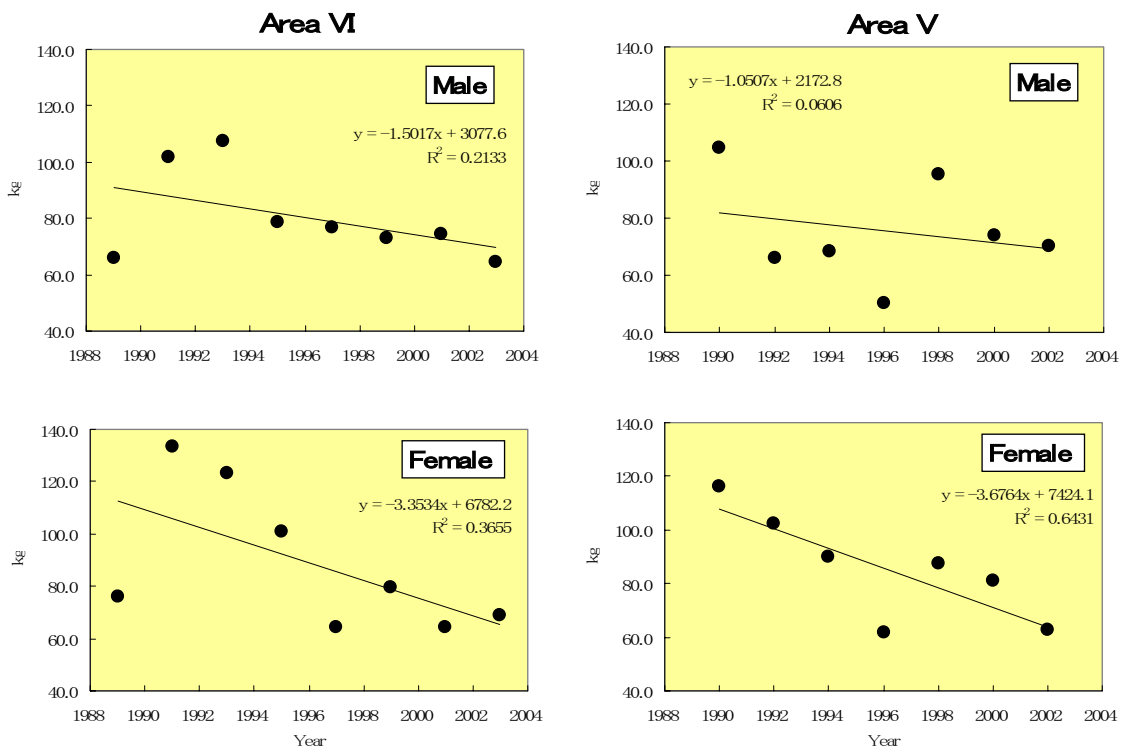 Area VI
140.0
120.0
100.0
80.0
60.0
40.0
kg
Male
y = −1.5017x + 3077.6
R² = 0.2133
1988 1990 1992 1994 1996 1998 2000 2002 2004
Area V
140.0
120.0
100.0
80.0
60.0
40.0
kg
y = −1.0507x + 2172.8
R² = 0.0606
Male
1988 1990 1992 1994 1996 1998 2000 2002 2004
140.0
120.0
100.0
80.0
60.0
40.0
kg
Female
y = −3.3534x + 6782.2
R² = 0.3655
1988 1990 1992 1994 1996 1998 2000 2002 2004
Year
140.0
120.0
100.0
80.0
60.0
40.0
kg
Female
y = −3.6764x + 7424.1
R² = 0.6431
1988 1990 1992 1994 1996 1998 2000 2002 2004
Year